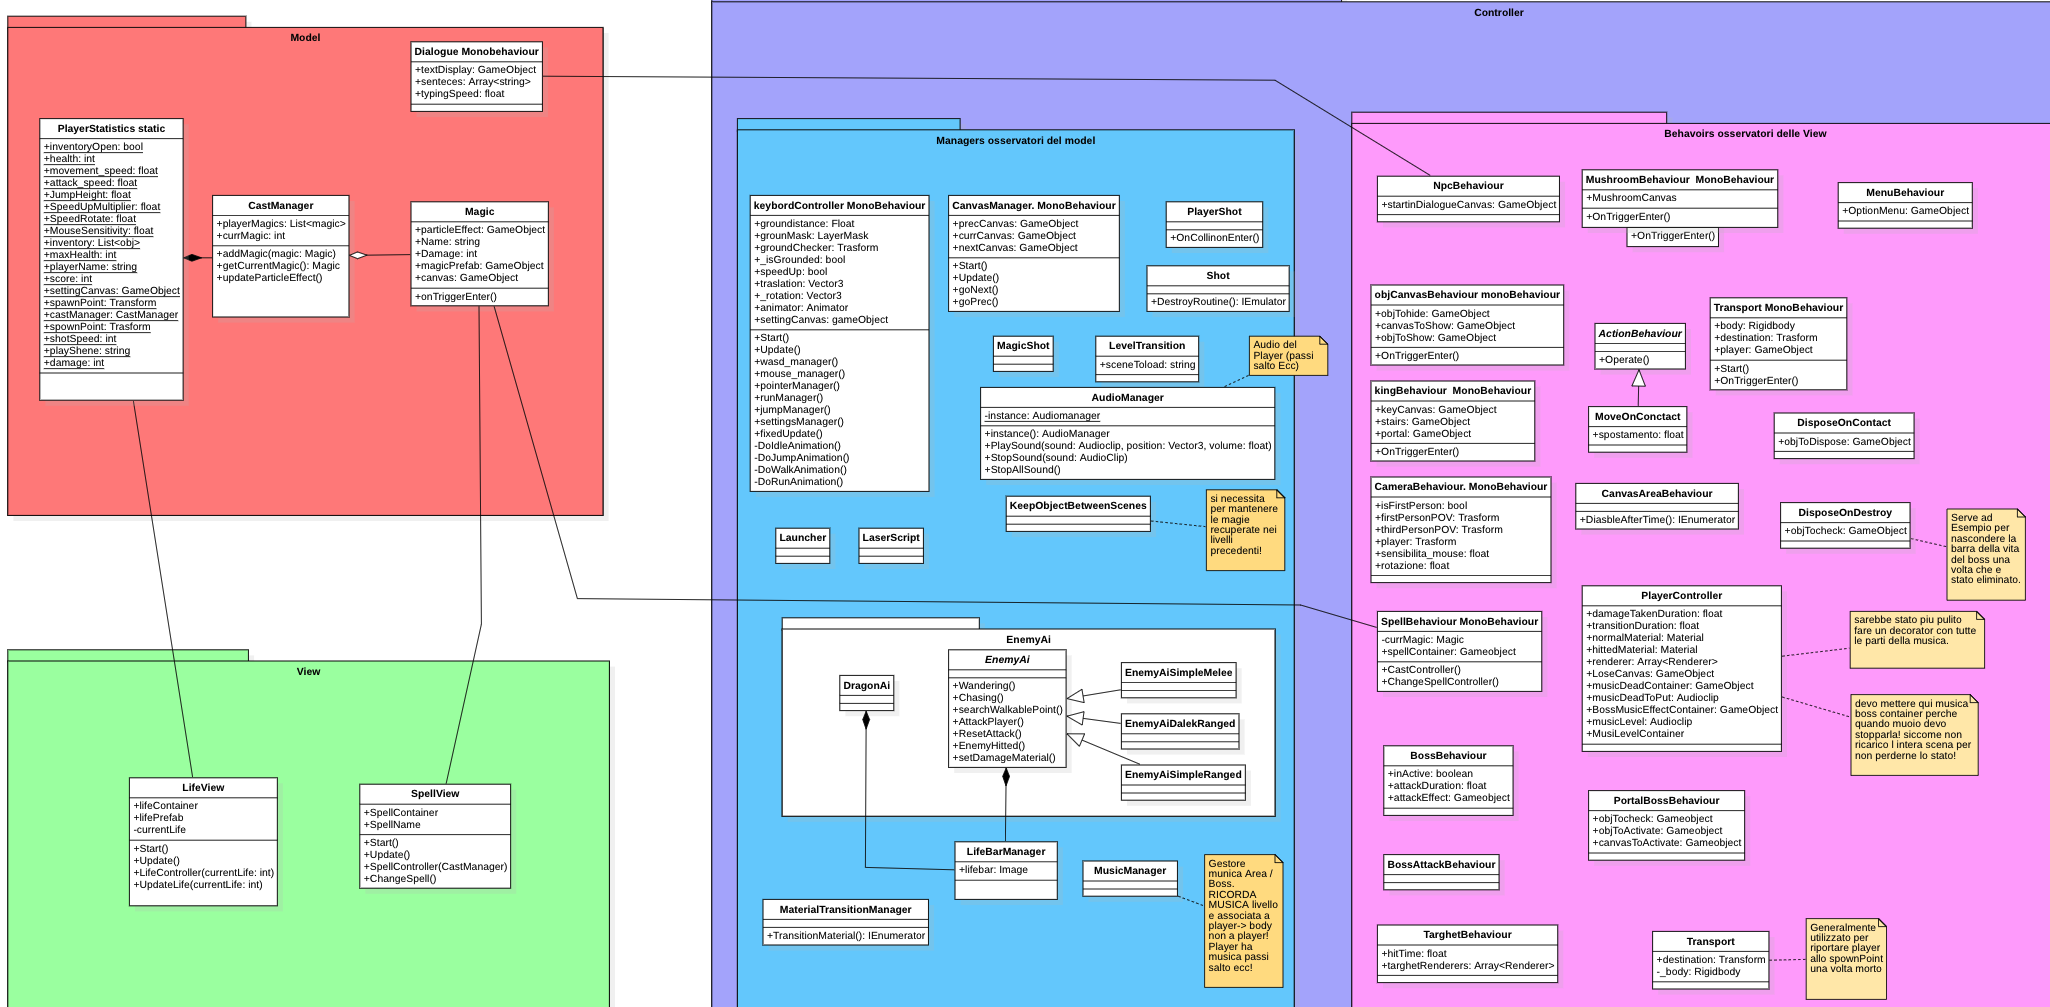 Model
Dialogue Monobehaviour
+textDisplay: GameObject
+senteces: Array<string>
+typingSpeed: float
PlayerStatistics static
+inventoryOpen: bool
+health: int
+movement_speed: float
+attack_speed: float
+JumpHeight: float
+SpeedUpMultiplier: float
+SpeedRotate: float
+MouseSensitivity: float
+inventory: List<obj>
+maxHealth: int
+playerName: string
+score: int
+settingCanvas: GameObject
+spawnPoint: Transform
+castManager: CastManager
+spownPoint: Trasform
+shotSpeed: int
+playShene: string
+damage: int
CastManager
+playerMagics: List<magic>
+currMagic: int
+addMagic(magic: Magic)
+getCurrentMagic(): Magic
+updateParticleEffect()
Magic
+particleEffect: GameObject
+Name: string
+Damage: int
+magicPrefab: GameObject
+canvas: GameObject
+onTriggerEnter()
View
LifeView
+lifeContainer
+lifePrefab
-currentLife
+Start()
+Update()
+LifeController(currentLife: int)
+UpdateLife(currentLife: int)
SpellView
+SpellContainer
+SpellName
+Start()
+Update()
+SpellController(CastManager)
+ChangeSpell()
Controller
Managers osservatori del model
keybordController MonoBehaviour
+groundistance: Float
+grounMask: LayerMask
+groundChecker: Trasform
+_isGrounded: bool
+speedUp: bool
+traslation: Vector3
+_rotation: Vector3
+animator: Animator
+settingCanvas: gameObject
+Start()
+Update()
+wasd_manager()
+mouse_manager()
+pointerManager()
+runManager()
+jumpManager()
+settingsManager()
+fixedUpdate()
-DoIdleAnimation()
-DoJumpAnimation()
-DoWalkAnimation()
-DoRunAnimation()
CanvasManager. MonoBehaviour
+precCanvas: GameObject
+currCanvas: GameObject
+nextCanvas: GameObject
+Start()
+Update()
+goNext()
+goPrec()
PlayerShot
+OnCollinonEnter()
Shot
+DestroyRoutine(): IEmulator
MagicShot
LevelTransition
+sceneToload: string
Audio del
Player (passi
salto Ecc)
AudioManager
-instance: Audiomanager
+instance(): AudioManager
+PlaySound(sound: Audioclip, position: Vector3, volume: float)
+StopSound(sound: AudioClip)
+StopAllSound()
KeepObjectBetweenScenes
si necessita
per mantenere
le magie
recuperate nei
livelli
precedenti!
Launcher
LaserScript
EnemyAi
DragonAi
EnemyAi
+Wandering()
+Chasing()
+searchWalkablePoint()
+AttackPlayer()
+ResetAttack()
+EnemyHitted()
+setDamageMaterial()
EnemyAiSimpleMelee
EnemyAiDalekRanged
EnemyAiSimpleRanged
LifeBarManager
+lifebar: Image
MusicManager
Gestore
munica Area /
Boss.
RICORDA
MUSICA livello
e associata a
player-> body
non a player!
Player ha
musica passi
salto ecc!
MaterialTransitionManager
+TransitionMaterial(): IEnumerator
Behavoirs osservatori delle View
NpcBehaviour
+startinDialogueCanvas: GameObject
MushroomBehaviour  MonoBehaviour
+MushroomCanvas
+OnTriggerEnter()
+OnTriggerEnter()
MenuBehaviour
+OptionMenu: GameObject
objCanvasBehaviour monoBehaviour
+objTohide: GameObject
+canvasToShow: GameObject
+objToShow: GameObject
+OnTriggerEnter()
ActionBehaviour
+Operate()
Transport MonoBehaviour
+body: Rigidbody
+destination: Trasform
+player: GameObject
+Start()
+OnTriggerEnter()
kingBehaviour  MonoBehaviour
+keyCanvas: GameObject
+stairs: GameObject
+portal: GameObject
+OnTriggerEnter()
MoveOnConctact
+spostamento: float
DisposeOnContact
+objToDispose: GameObject
CameraBehaviour. MonoBehaviour
+isFirstPerson: bool
+firstPersonPOV: Trasform
+thirdPersonPOV: Trasform
+player: Trasform
+sensibilita_mouse: float
+rotazione: float
CanvasAreaBehaviour
+DiasbleAfterTime(): IEnumerator
DisposeOnDestroy
+objTocheck: GameObject
Serve ad
Esempio per
nascondere la
barra della vita
del boss una
volta che e
stato eliminato.
PlayerController
+damageTakenDuration: float
+transitionDuration: float
+normalMaterial: Material
+hittedMaterial: Material
+renderer: Array<Renderer>
+LoseCanvas: GameObject
+musicDeadContainer: GameObject
+musicDeadToPut: Audioclip
+BossMusicEffectContainer: GameObject
+musicLevel: Audioclip
+MusiLevelContainer
sarebbe stato piu pulito
fare un decorator con tutte
le parti della musica.
devo mettere qui musica
boss container perche
quando muoio devo
stopparla! siccome non
ricarico l intera scena per
non perderne lo stato!
SpellBehaviour MonoBehaviour
-currMagic: Magic
+spellContainer: Gameobject
+CastController()
+ChangeSpellController()
BossBehaviour
+inActive: boolean
+attackDuration: float
+attackEffect: Gameobject
PortalBossBehaviour
+objTocheck: Gameobject
+objToActivate: Gameobject
+canvasToActivate: Gameobject
BossAttackBehaviour
TarghetBehaviour
+hitTime: float
+targhetRenderers: Array<Renderer>
Transport
+destination: Transform
-_body: Rigidbody
Generalmente
utilizzato per
riportare player
allo spownPoint
una volta morto